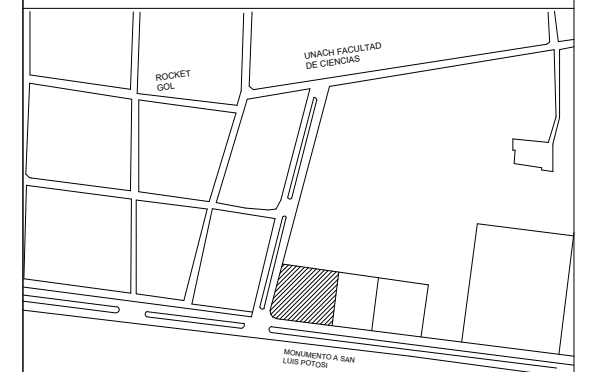 UNACH FACULTAD
DE CIENCIAS
ROCKET
GOL
MONUMENTO A SAN
LUIS POTOSI